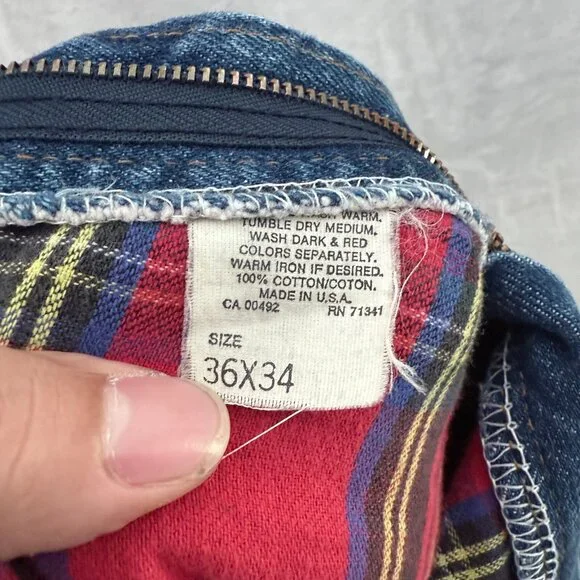 WARM.
TUMBLE DRY MEDIUM.
WASH DARK & RED
COLORS SEPARATELY.
WARM IRON IF DESIRED.
100% COTTON/COTON.
MADE IN U.S.A.
CA 00492 RN 71341
SIZE
36X34